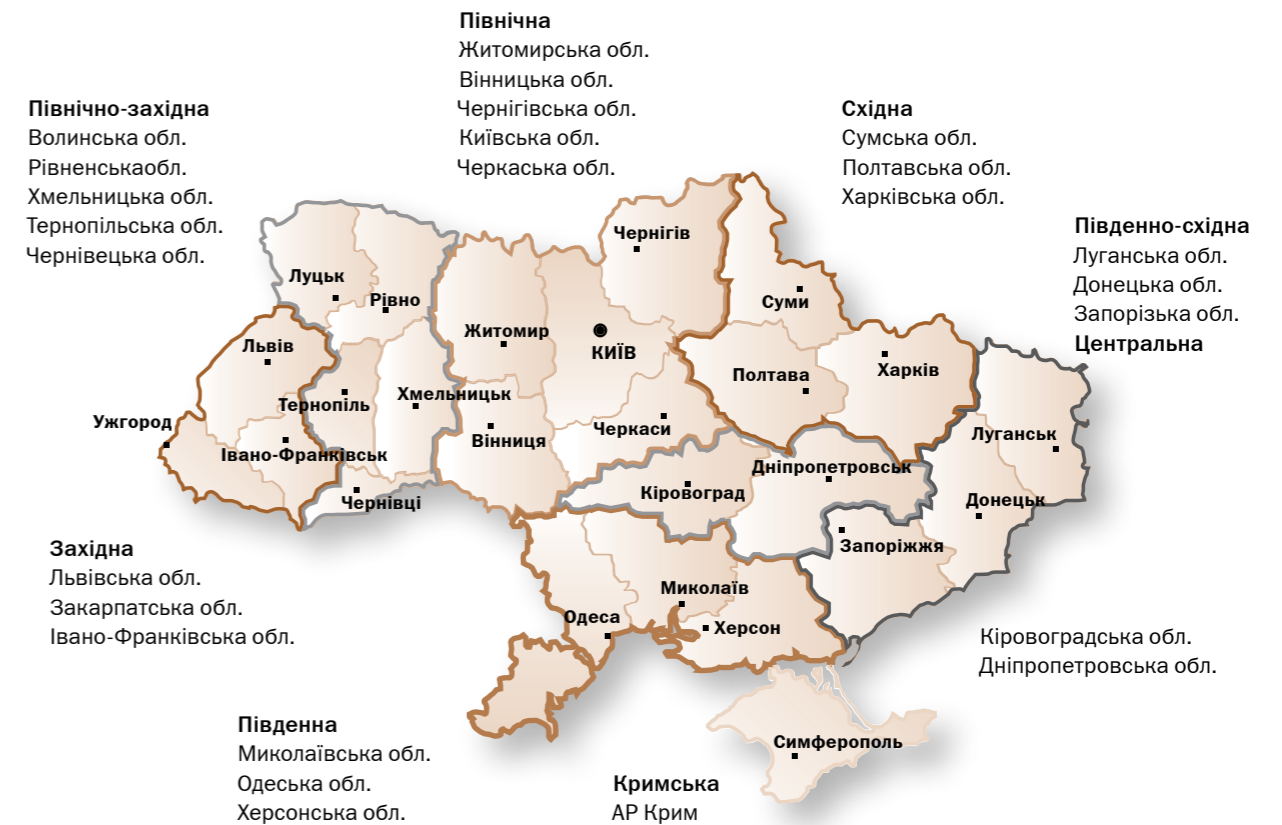 Північна
Житомирська обл.
Вінницька обл.
Чернігівська обл.
Київська обл.
Черкаська обл.
Північно-західна
Волинська обл.
Рівненськаобл.
Хмельницька обл.
Тернопільська обл.
Чернівецька обл.
Східна
Сумська обл.
Полтавська обл.
Харківська обл.
Південно-східна
Луганська обл.
Донецька обл.
Запорізька обл.
Центральна
Чернігів
Луцьк
Рівно
Суми
Житомир
КИЇВ
Львів
Полтава
Харків
Тернопіль
Хмельницьк
Ужгород
Вінниця
Черкаси
Луганськ
Івано-Франківськ
Дніпропетровськ
Чернівці
Кіровоград
Донецьк
Запоріжжя
Західна
Львівська обл.
Закарпатська обл.
Івано-Франківська обл.
Миколаїв
Одеса
Херсон
Кіровоградська обл.
Дніпропетровська обл.
Південна
Миколаївська обл.
Одеська обл.
Херсонська обл.
Симферополь
Кримська
АР Крим